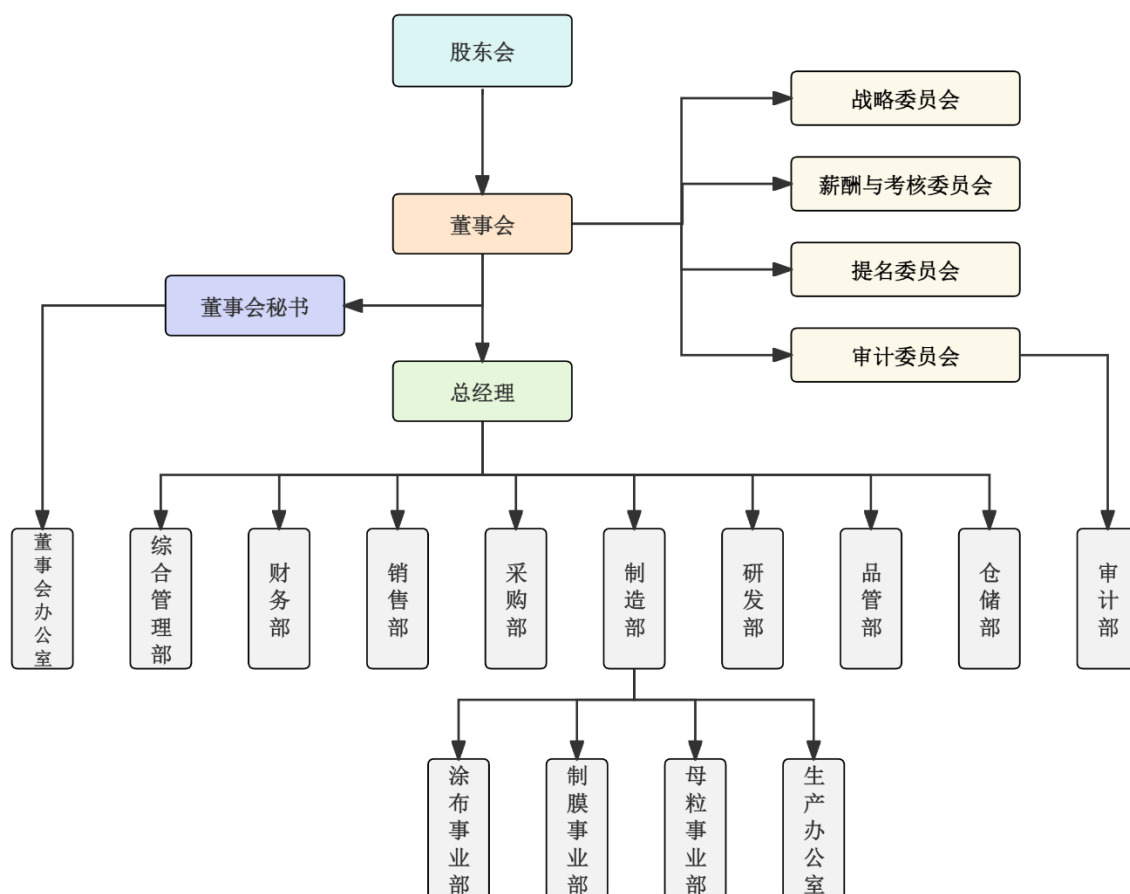 股东会
战略委员会
薪酬与考核委员会
董事会
提名委员会
董事会秘书
审计委员会
总经理
董事会办公室
综合管理部
财务部
销售部
采购部
制造部
研发部
品管部
仓储部
审计部
涂布事业部
制膜事业部
母粒事业部
生产办公室